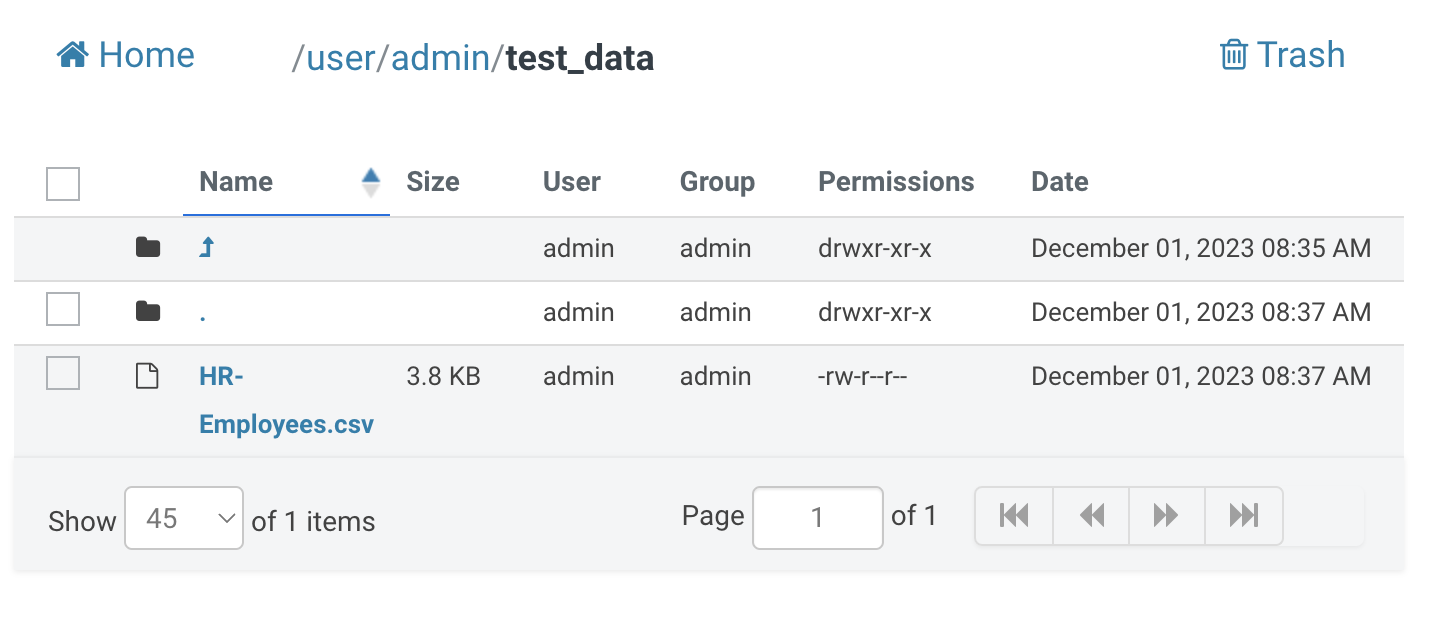 Home /user/admin/test_data Trash
Name Size User Group Permissions Date
admin admin drwxr-xr-x December 01, 2023 08:35 AM
. admin admin drwxr-xr-x December 01, 2023 08:37 AM
HR- 3.8 KB admin admin -rw-r--r-- December 01, 2023 08:37 AM
Employees.csv
Show 45 of 1 items Page 1 of 1